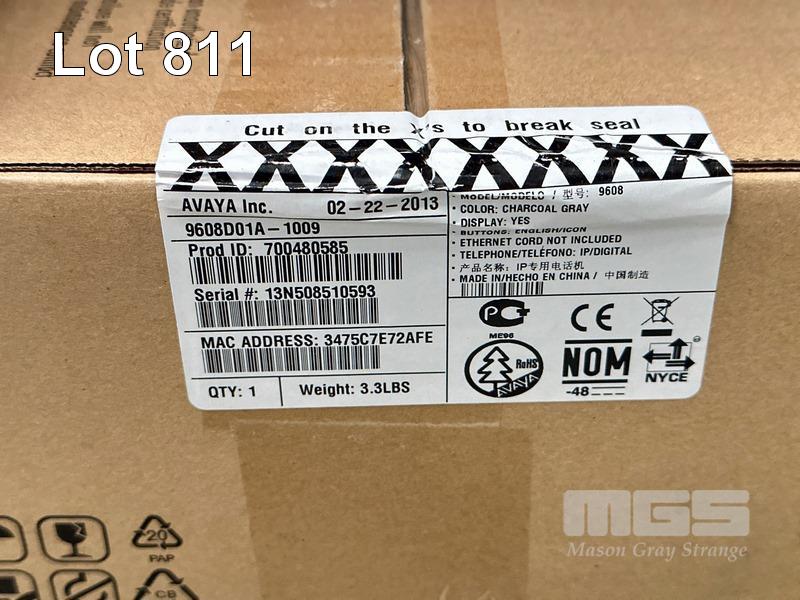 Lot 811
Cut on the X's to break seal
XXXXXXXXXXXX
AVAYA Inc. 02-22-2013
9608D01A-1009
Prod ID: 700480585
Serial #: 13N508510593
MAC ADDRESS: 3475C7E72AFE
QTY: 1 Weight: 3.3LBS
· MODEL/MODELO / 型号: 9608
· COLOR: CHARCOAL GRAY
· DISPLAY: YES
· BUTTONS: ENGLISH/ICON
· ETHERNET CORD NOT INCLUDED
· TELEPHONE/TELÉFONO: IP/DIGITAL
· 产品名称: IP专用电话机
· MADE IN/HECHO EN CHINA / 中国制造
ME96
CE
RoHS
AVAYA
NOM
-48
NYCE
20
PAP
CB
MGS
Mason Gray Strange